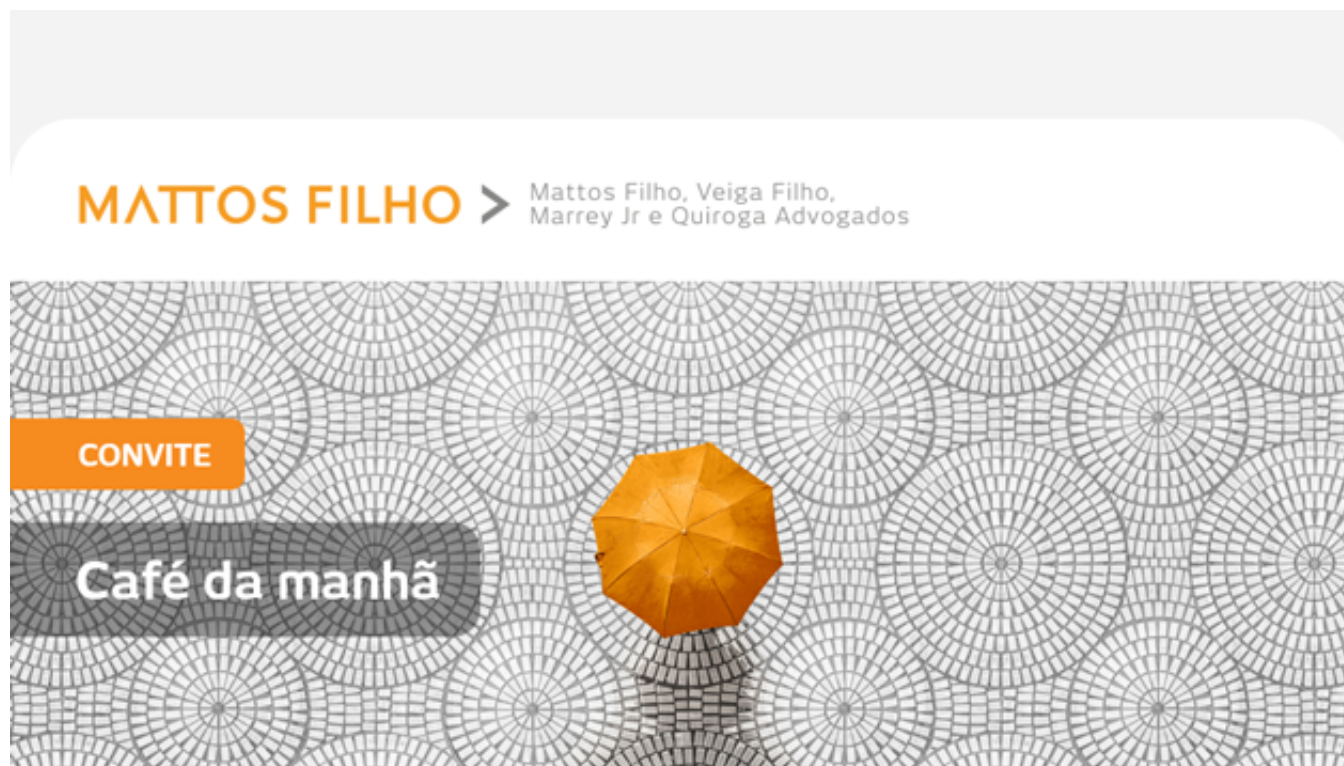 MATTOS FILHO >
Mattos Filho, Veiga Filho,
Marrey Jr e Quiroga Advogados
CONVITE
Café da manhã